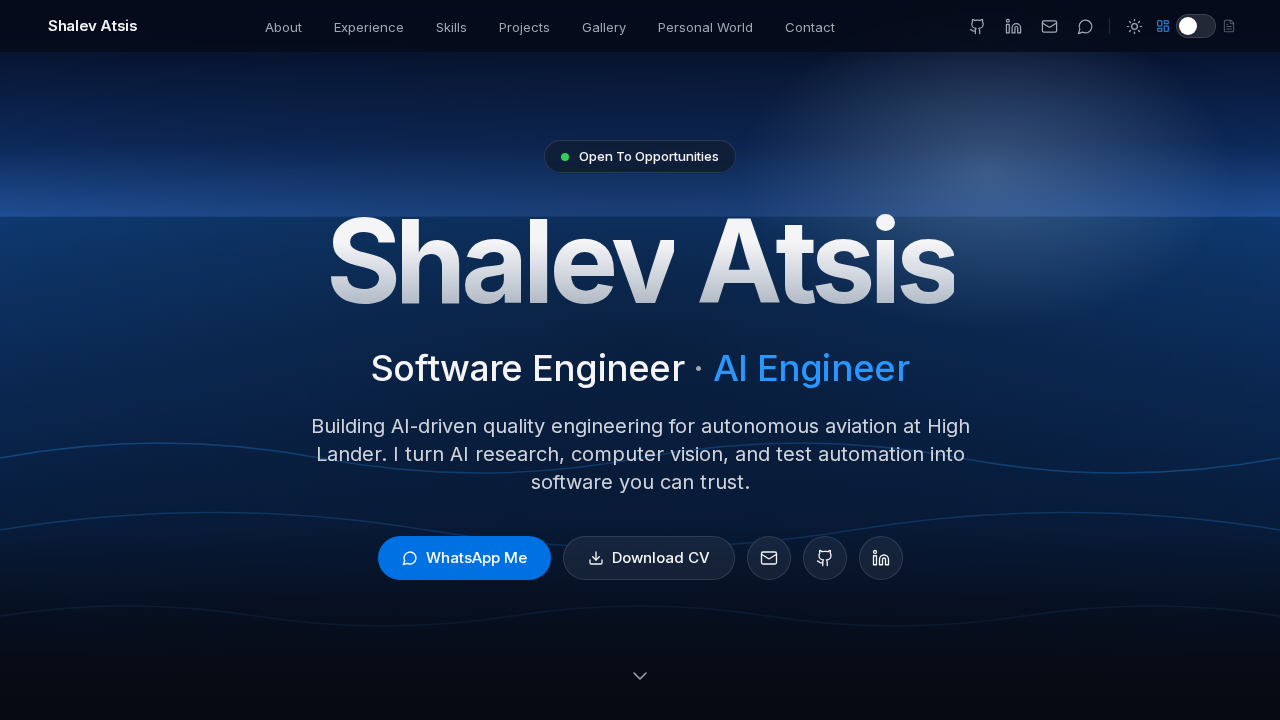 Shalev Atsis
About
Experience
Skills
Projects
Gallery
Personal World
Contact
Open To Opportunities
Shalev Atsis
Software Engineer · AI Engineer
Building AI-driven quality engineering for autonomous aviation at High
Lander. I turn AI research, computer vision, and test automation into
software you can trust.
WhatsApp Me
Download CV